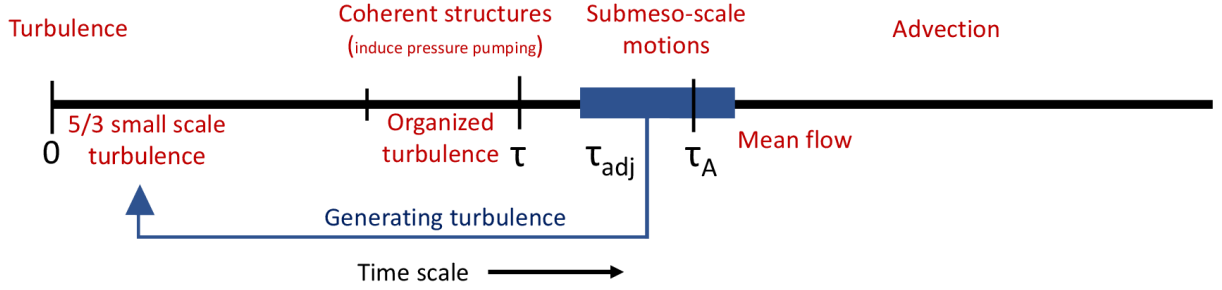 Turbulence
Coherent structures
(induce pressure pumping)
Submeso-scale
motions
Advection
5/3 small scale
turbulence
Organized
turbulence
Mean flow
0
τ
τadj
τA
Generating turbulence
Time scale